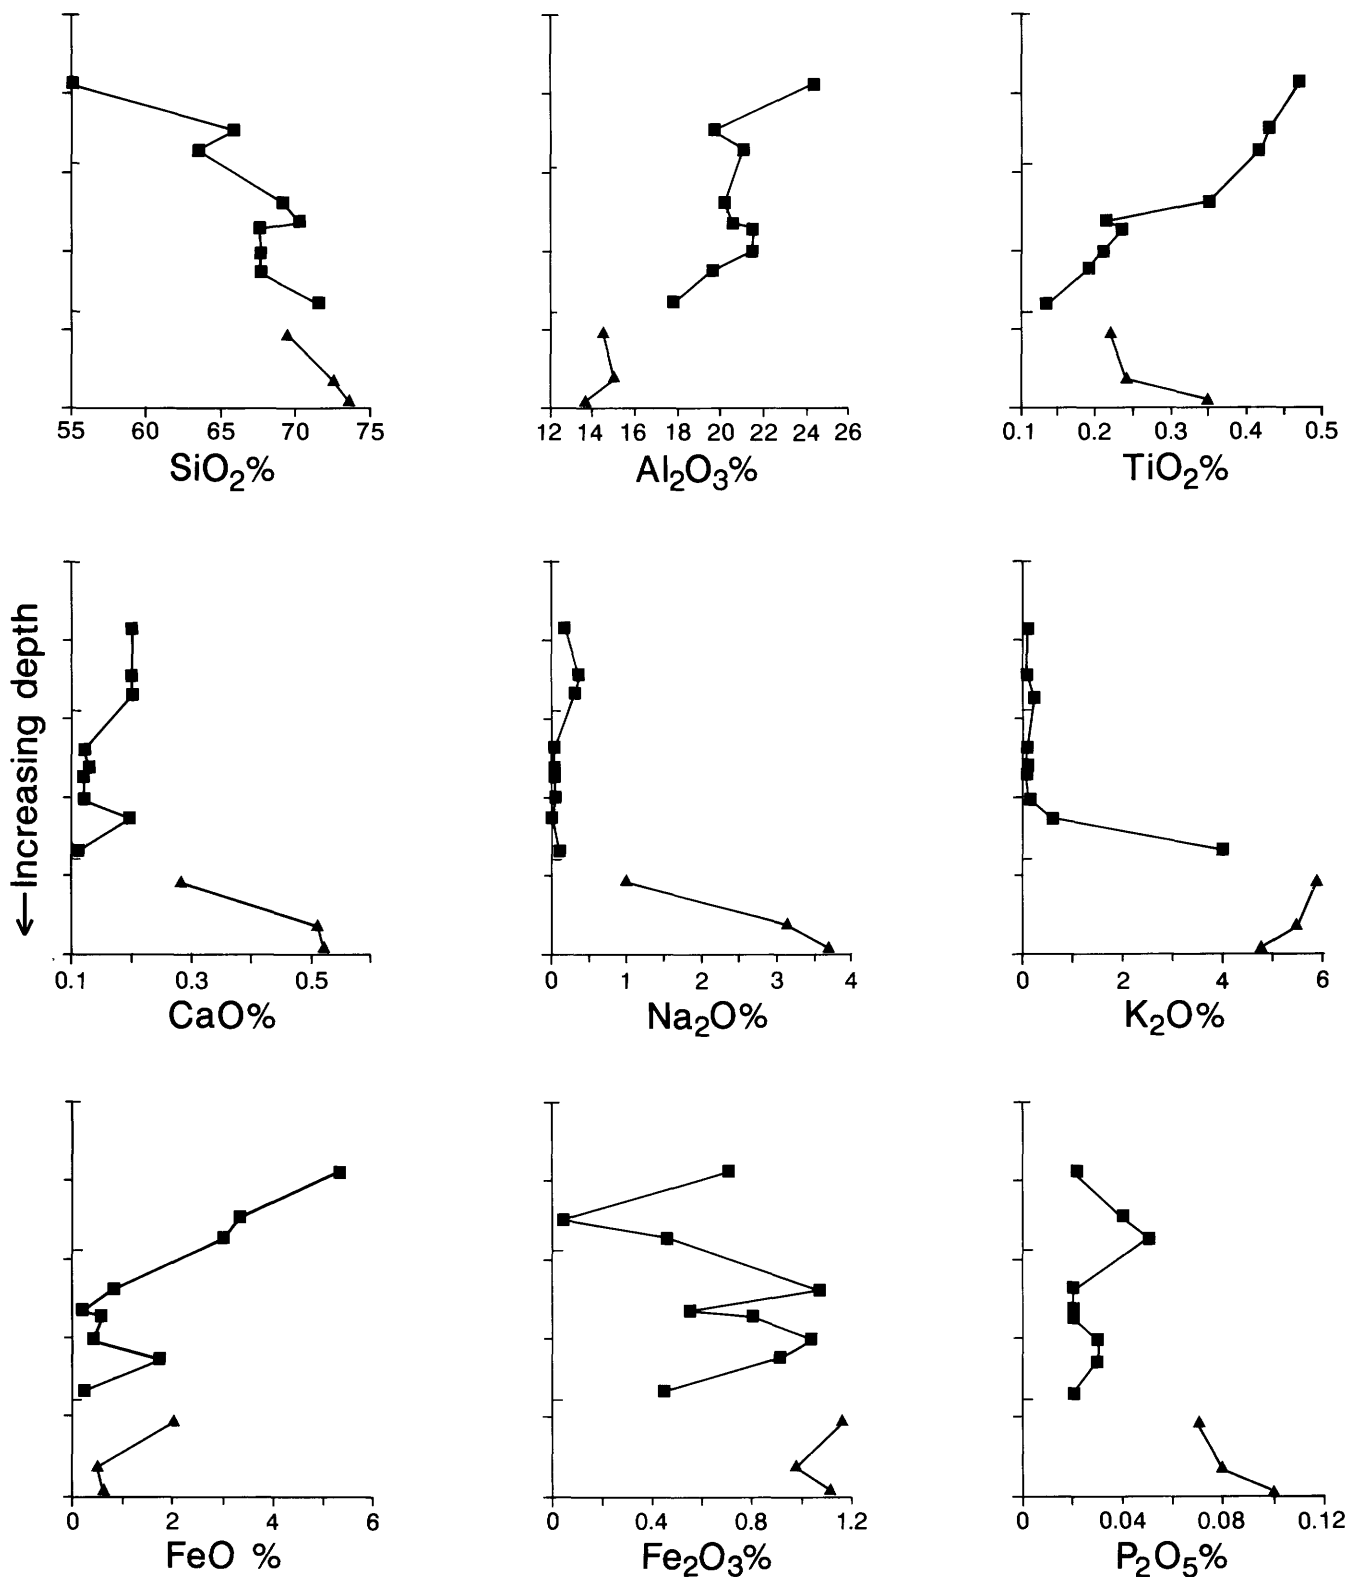 55 60 65 70 75
SiO₂%
12 14 16 18 20 22 24 26
Al₂O₃%
0.1 0.2 0.3 0.4 0.5
TiO₂%
←Increasing depth
0.1 0.3 0.5
CaO%
0 1 2 3 4
Na₂O%
0 2 4 6
K₂O%
0 2 4 6
FeO %
0 0.4 0.8 1.2
Fe₂O₃%
0 0.04 0.08 0.12
P₂O₅%